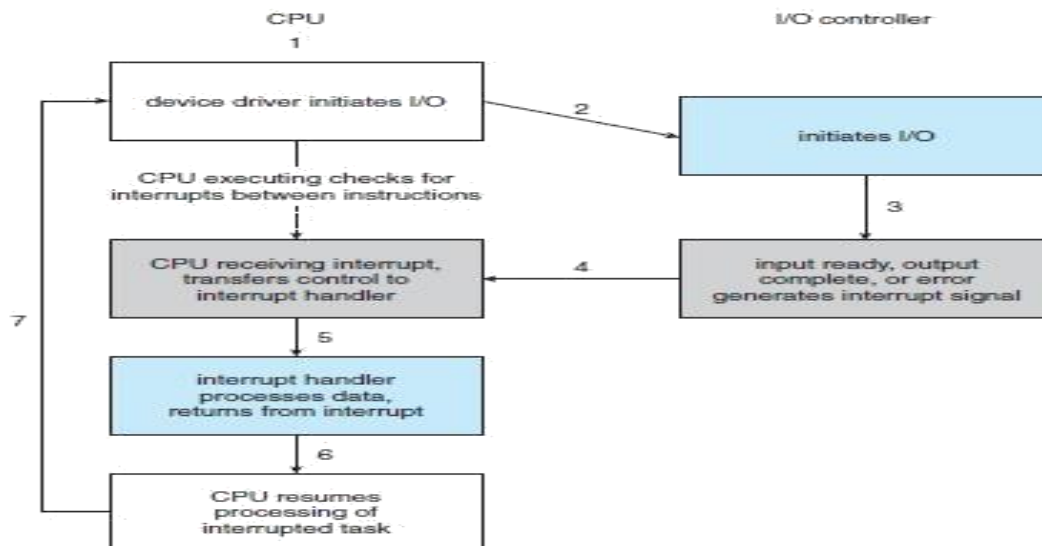 CPU
I/O controller
1
device driver initiates I/O
2
initiates I/O
CPU executing checks for
interrupts between instructions
3
CPU receiving interrupt,
transfers control to
interrupt handler
4
input ready, output
complete, or error
generates interrupt signal
7
5
interrupt handler
processes data,
returns from interrupt
6
CPU resumes
processing of
interrupted task